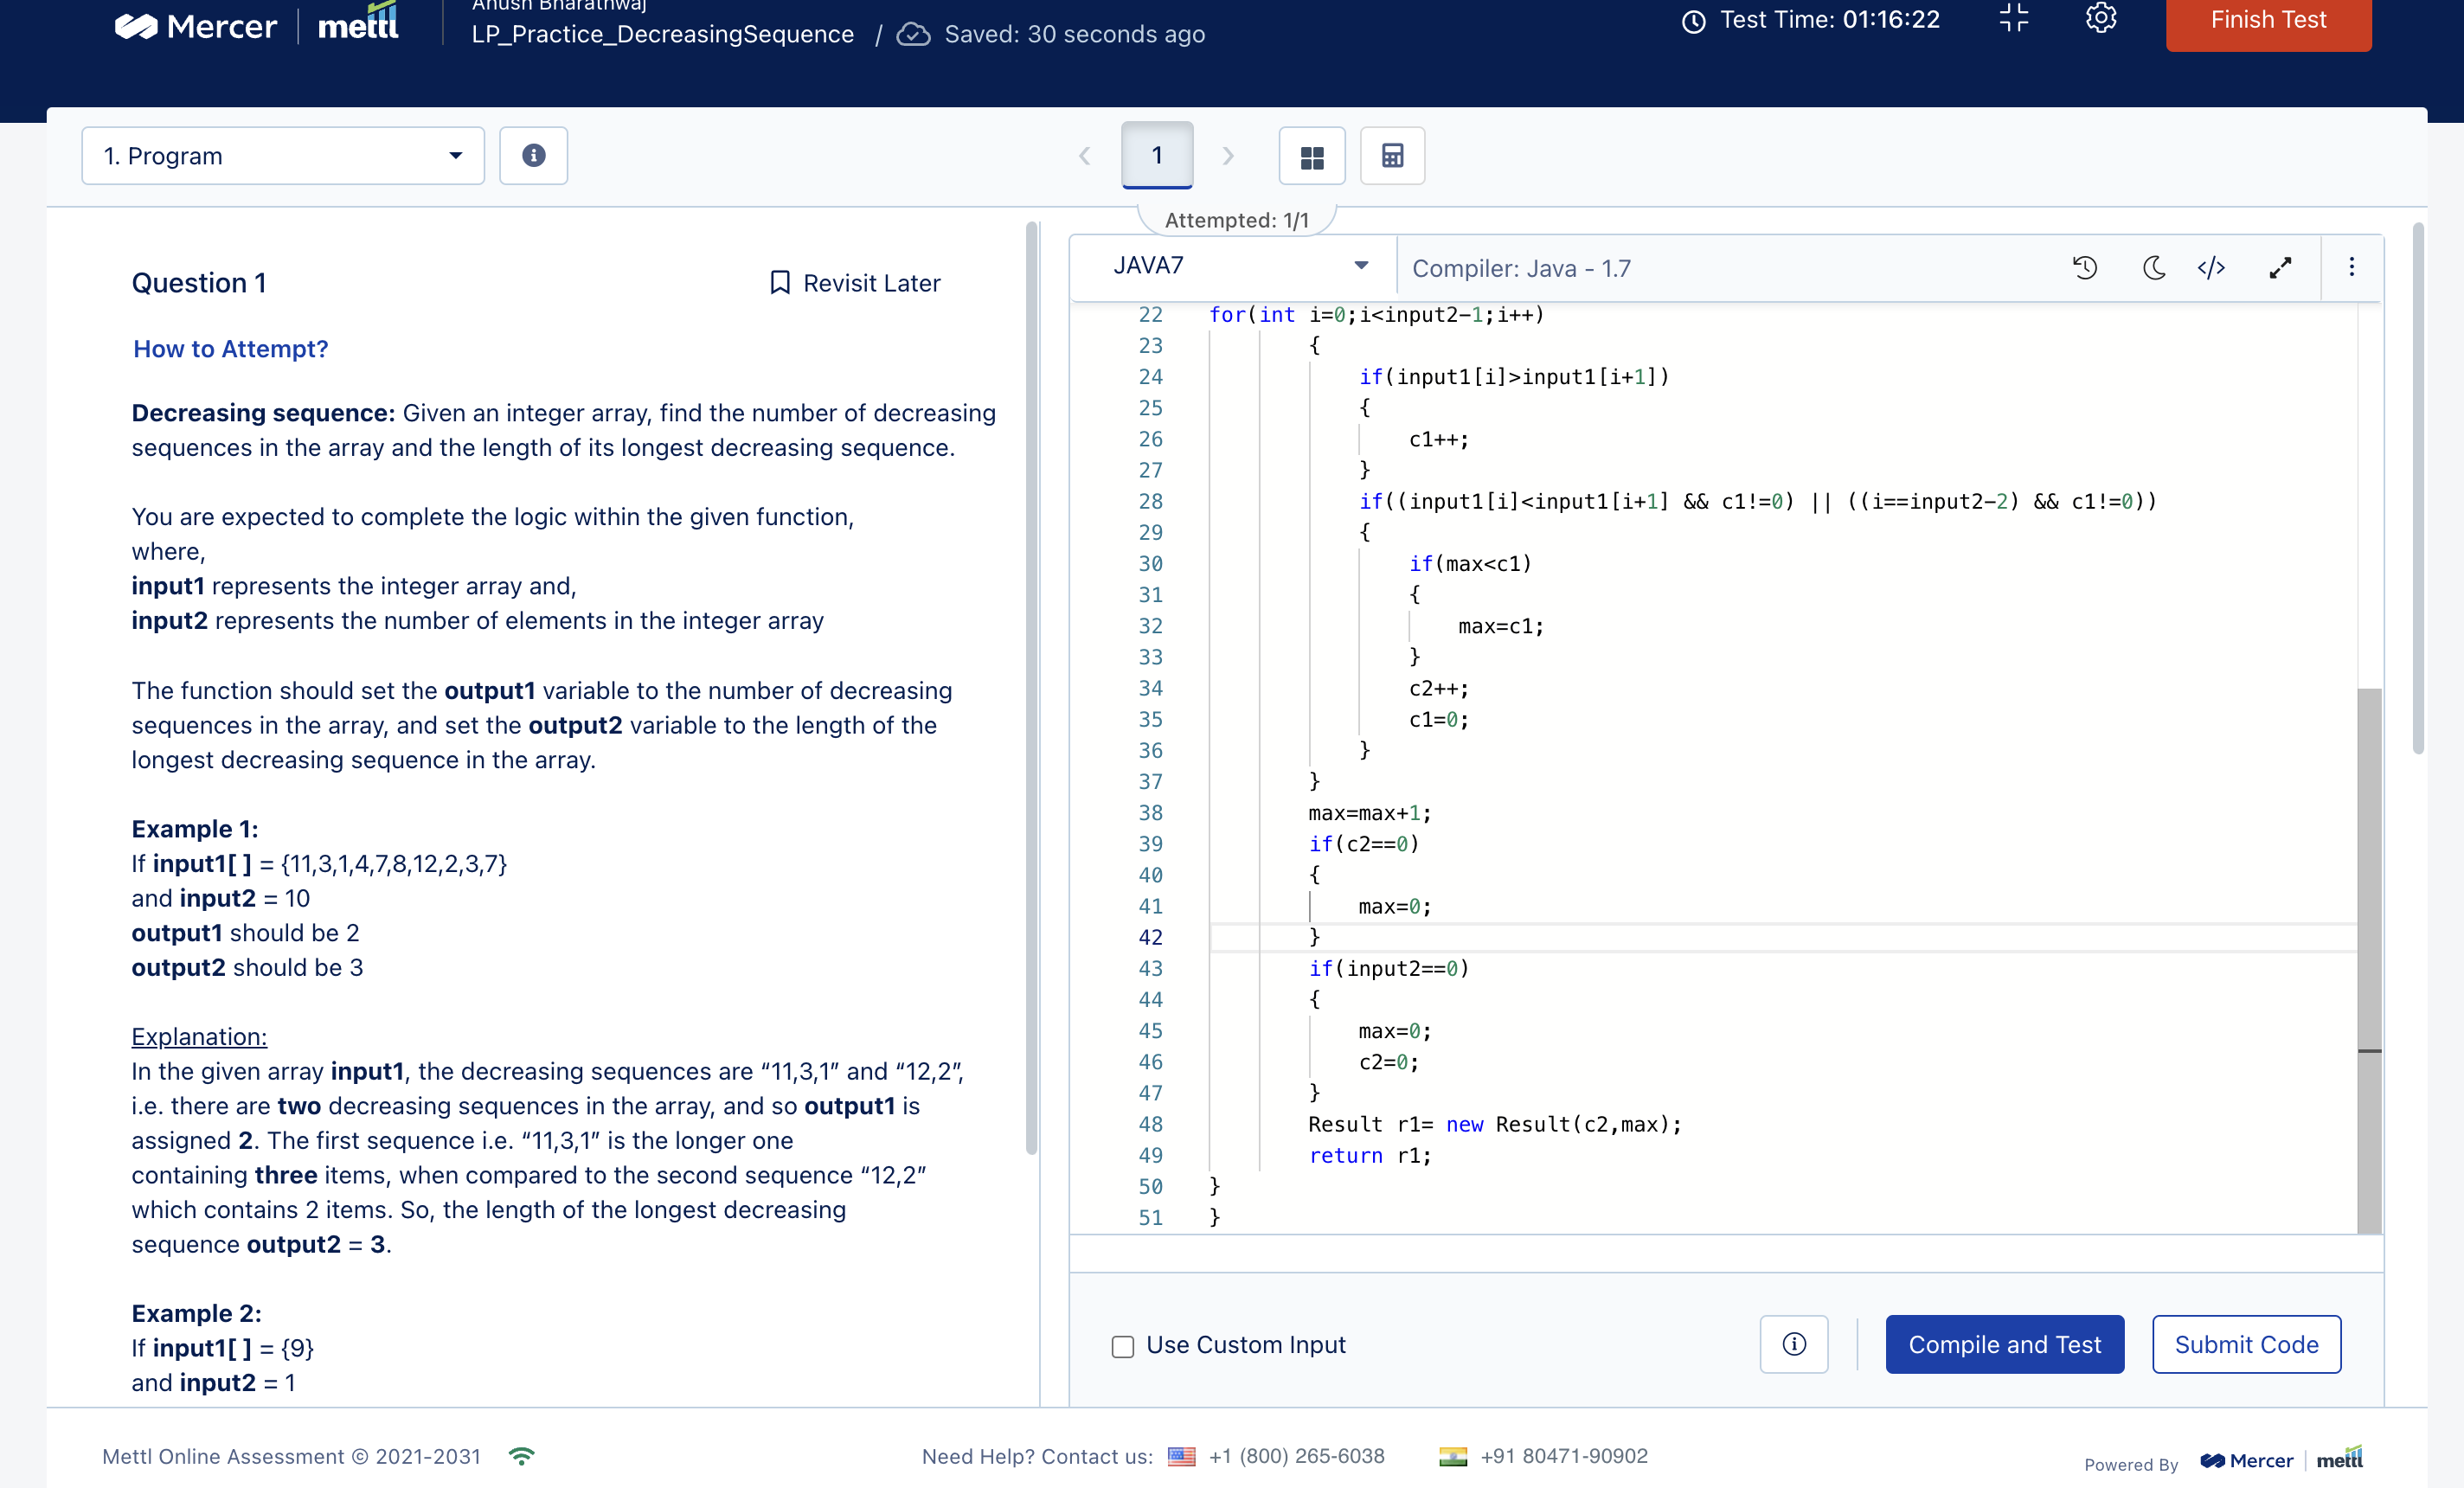 Mercer | mettl
Anush Bharathwaj
LP_Practice_DecreasingSequence / Saved: 30 seconds ago
Test Time: 01:16:22
Finish Test
1. Program
1
Attempted: 1/1
Question 1
Revisit Later
How to Attempt?
Decreasing sequence: Given an integer array, find the number of decreasing
sequences in the array and the length of its longest decreasing sequence.
You are expected to complete the logic within the given function,
where,
input1 represents the integer array and,
input2 represents the number of elements in the integer array
The function should set the output1 variable to the number of decreasing
sequences in the array, and set the output2 variable to the length of the
longest decreasing sequence in the array.
Example 1:
If input1[ ] = {11,3,1,4,7,8,12,2,3,7}
and input2 = 10
output1 should be 2
output2 should be 3
Explanation:
In the given array input1, the decreasing sequences are “11,3,1” and “12,2”,
i.e. there are two decreasing sequences in the array, and so output1 is
assigned 2. The first sequence i.e. “11,3,1” is the longer one
containing three items, when compared to the second sequence “12,2”
which contains 2 items. So, the length of the longest decreasing
sequence output2 = 3.
Example 2:
If input1[ ] = {9}
and input2 = 1
JAVA7
Compiler: Java - 1.7
22 for(int i=0;i<input2-1;i++)
23 {
24 if(input1[i]>input1[i+1])
25 {
26 c1++;
27 }
28 if((input1[i]<input1[i+1] && c1!=0) || ((i==input2-2) && c1!=0))
29 {
30 if(max<c1)
31 {
32 max=c1;
33 }
34 c2++;
35 c1=0;
36 }
37 }
38 max=max+1;
39 if(c2==0)
40 {
41 max=0;
42 }
43 if(input2==0)
44 {
45 max=0;
46 c2=0;
47 }
48 Result r1= new Result(c2,max);
49 return r1;
50 }
51 }
Use Custom Input
Compile and Test
Submit Code
Mettl Online Assessment © 2021-2031
Need Help? Contact us: +1 (800) 265-6038 +91 80471-90902
Powered By Mercer | mettl